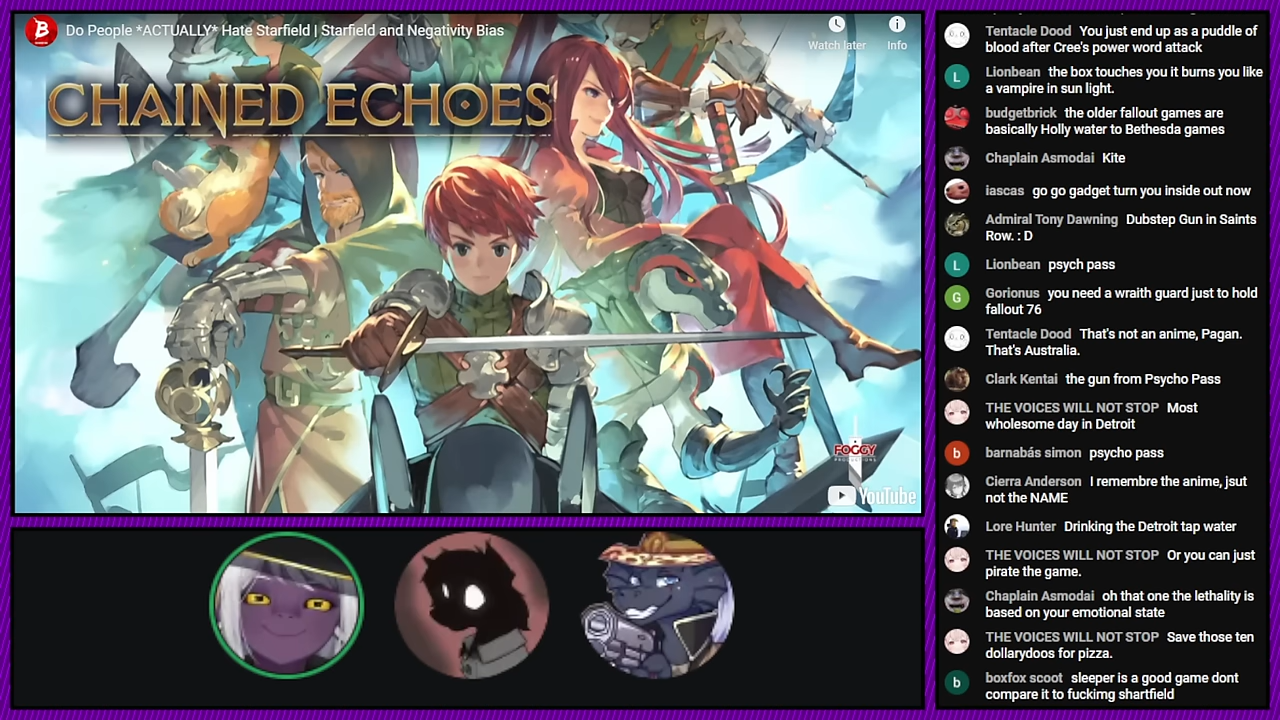 Do People *ACTUALLY* Hate Starfield | Starfield and Negativity Bias
Watch later
Info
CHAINED ECHOES
FOGGY
PRODUCTIONS
YouTube
Tentacle Dood You just end up as a puddle of
blood after Cree's power word attack
Lionbean the box touches you it burns you like
a vampire in sun light.
budgetbrick the older fallout games are
basically Holly water to Bethesda games
Chaplain Asmodai Kite
iascas go go gadget turn you inside out now
Admiral Tony Dawning Dubstep Gun in Saints
Row. : D
Lionbean psych pass
Gorionus you need a wraith guard just to hold
fallout 76
Tentacle Dood That's not an anime, Pagan.
That's Australia.
Clark Kentai the gun from Psycho Pass
THE VOICES WILL NOT STOP Most
wholesome day in Detroit
barnabás simon psycho pass
Cierra Anderson I remembre the anime, jsut
not the NAME
Lore Hunter Drinking the Detroit tap water
THE VOICES WILL NOT STOP Or you can just
pirate the game.
Chaplain Asmodai oh that one the lethality is
based on your emotional state
THE VOICES WILL NOT STOP Save those ten
dollarydoos for pizza.
boxfox scoot sleeper is a good game dont
compare it to fuckimg shartfield